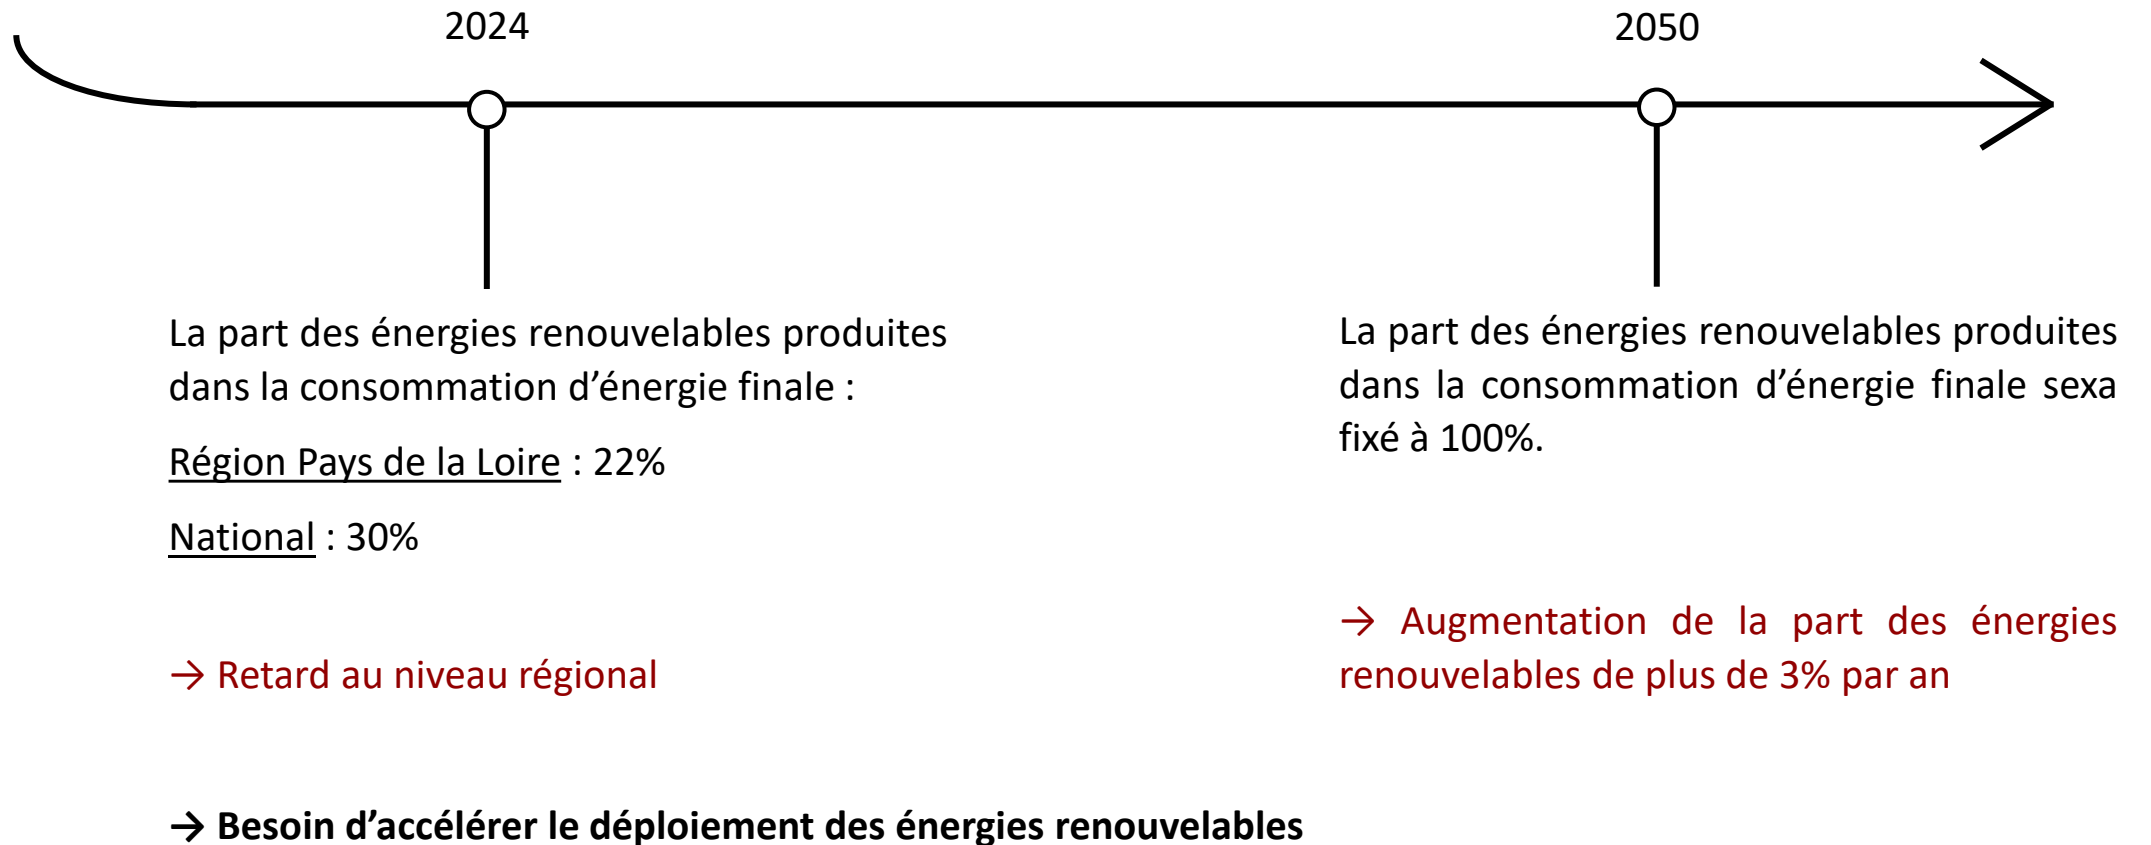 2024
2050
La part des énergies renouvelables produites
dans la consommation d’énergie finale :
Région Pays de la Loire : 22%
National : 30%
→ Retard au niveau régional
La part des énergies renouvelables produites
dans la consommation d’énergie finale sexa
fixé à 100%.
→ Augmentation de la part des énergies
renouvelables de plus de 3% par an
→ Besoin d’accélérer le déploiement des énergies renouvelables